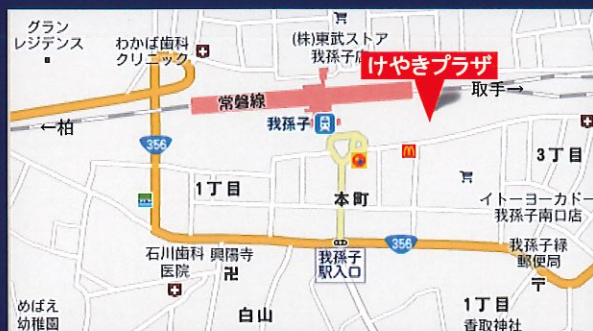 グラン
レジデンス
わかば歯科
クリニック
(株)東武ストア
我孫子店
けやきプラザ
常磐線
取手→
←柏
我孫子
356
3丁目
1丁目
本町
イトーヨーカドー
我孫子南口店
石川歯科
医院
興陽寺
我孫子
駅入口
356
我孫子緑
郵便局
めばえ
幼稚園
白山
1丁目
香取神社